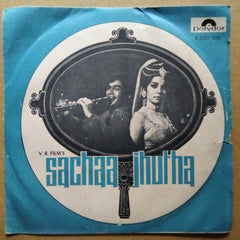 Polydor
V. R. FILM'S
sachaa jhutha